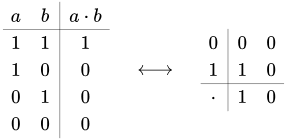 a b a · b
1 1 1 0 0 0
1 0 0 ⟷ 1 1 0
0 1 0 · 1 0
0 0 0